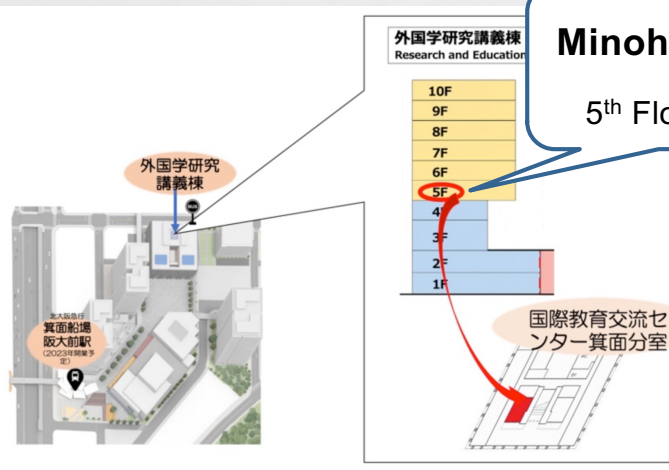 外国学研究
講義棟
BUS
北大阪急行
箕面船場
阪大前駅
(2023年開業予
定)
外国学研究講義棟
Research and Education
10F
9F
8F
7F
6F
5F
4F
3F
2F
1F
Minoh
5th Flo
国際教育交流セ
ンター箕面分室